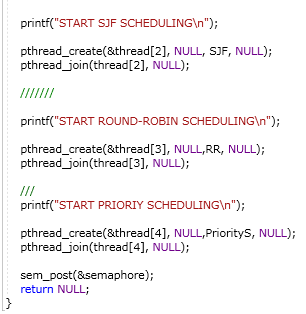 printf("START SJF SCHEDULING\n");
pthread_create(&thread[2], NULL, SJF, NULL);
pthread_join(thread[2], NULL);
///////
printf("START ROUND-ROBIN SCHEDULING\n");
pthread_create(&thread[3], NULL,RR, NULL);
pthread_join(thread[3], NULL);
///
printf("START PRIORIY SCHEDULING\n");
pthread_create(&thread[4], NULL,PriorityS, NULL);
pthread_join(thread[4], NULL);
sem_post(&semaphore);
return NULL;
}